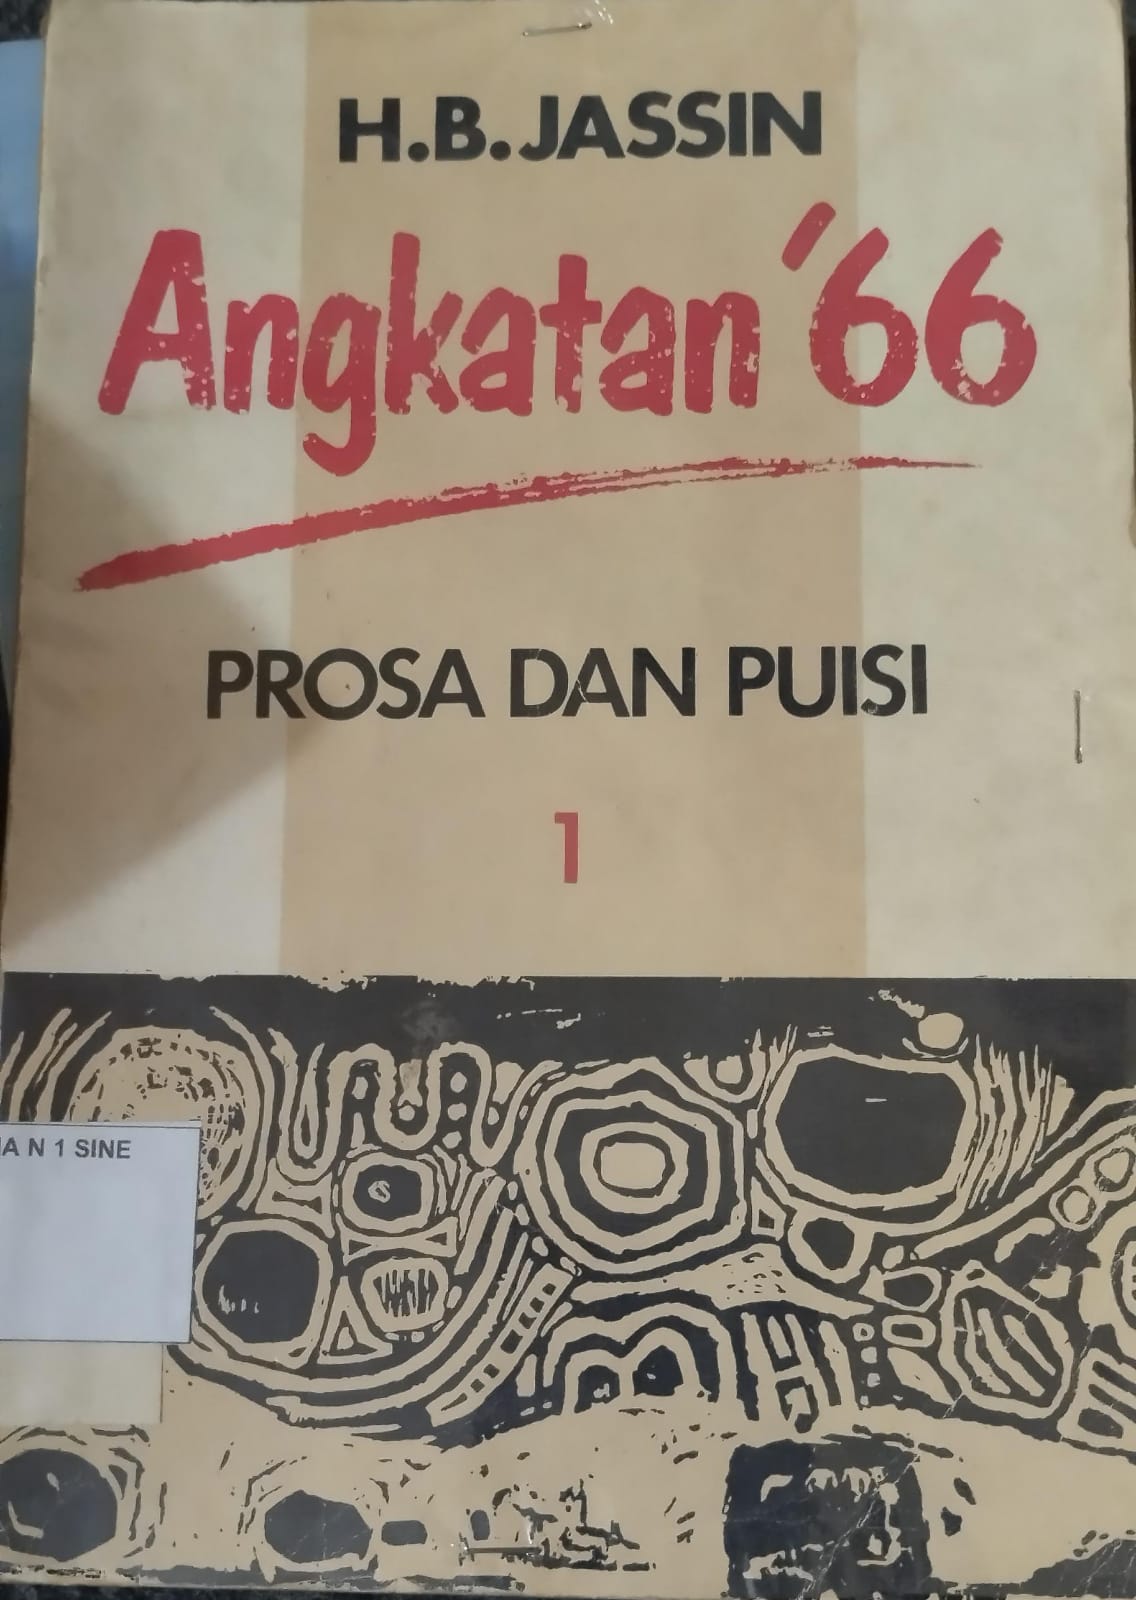 H.B. JASSIN
Angkatan '66
PROSA DAN PUISI
1
N 1 SINE